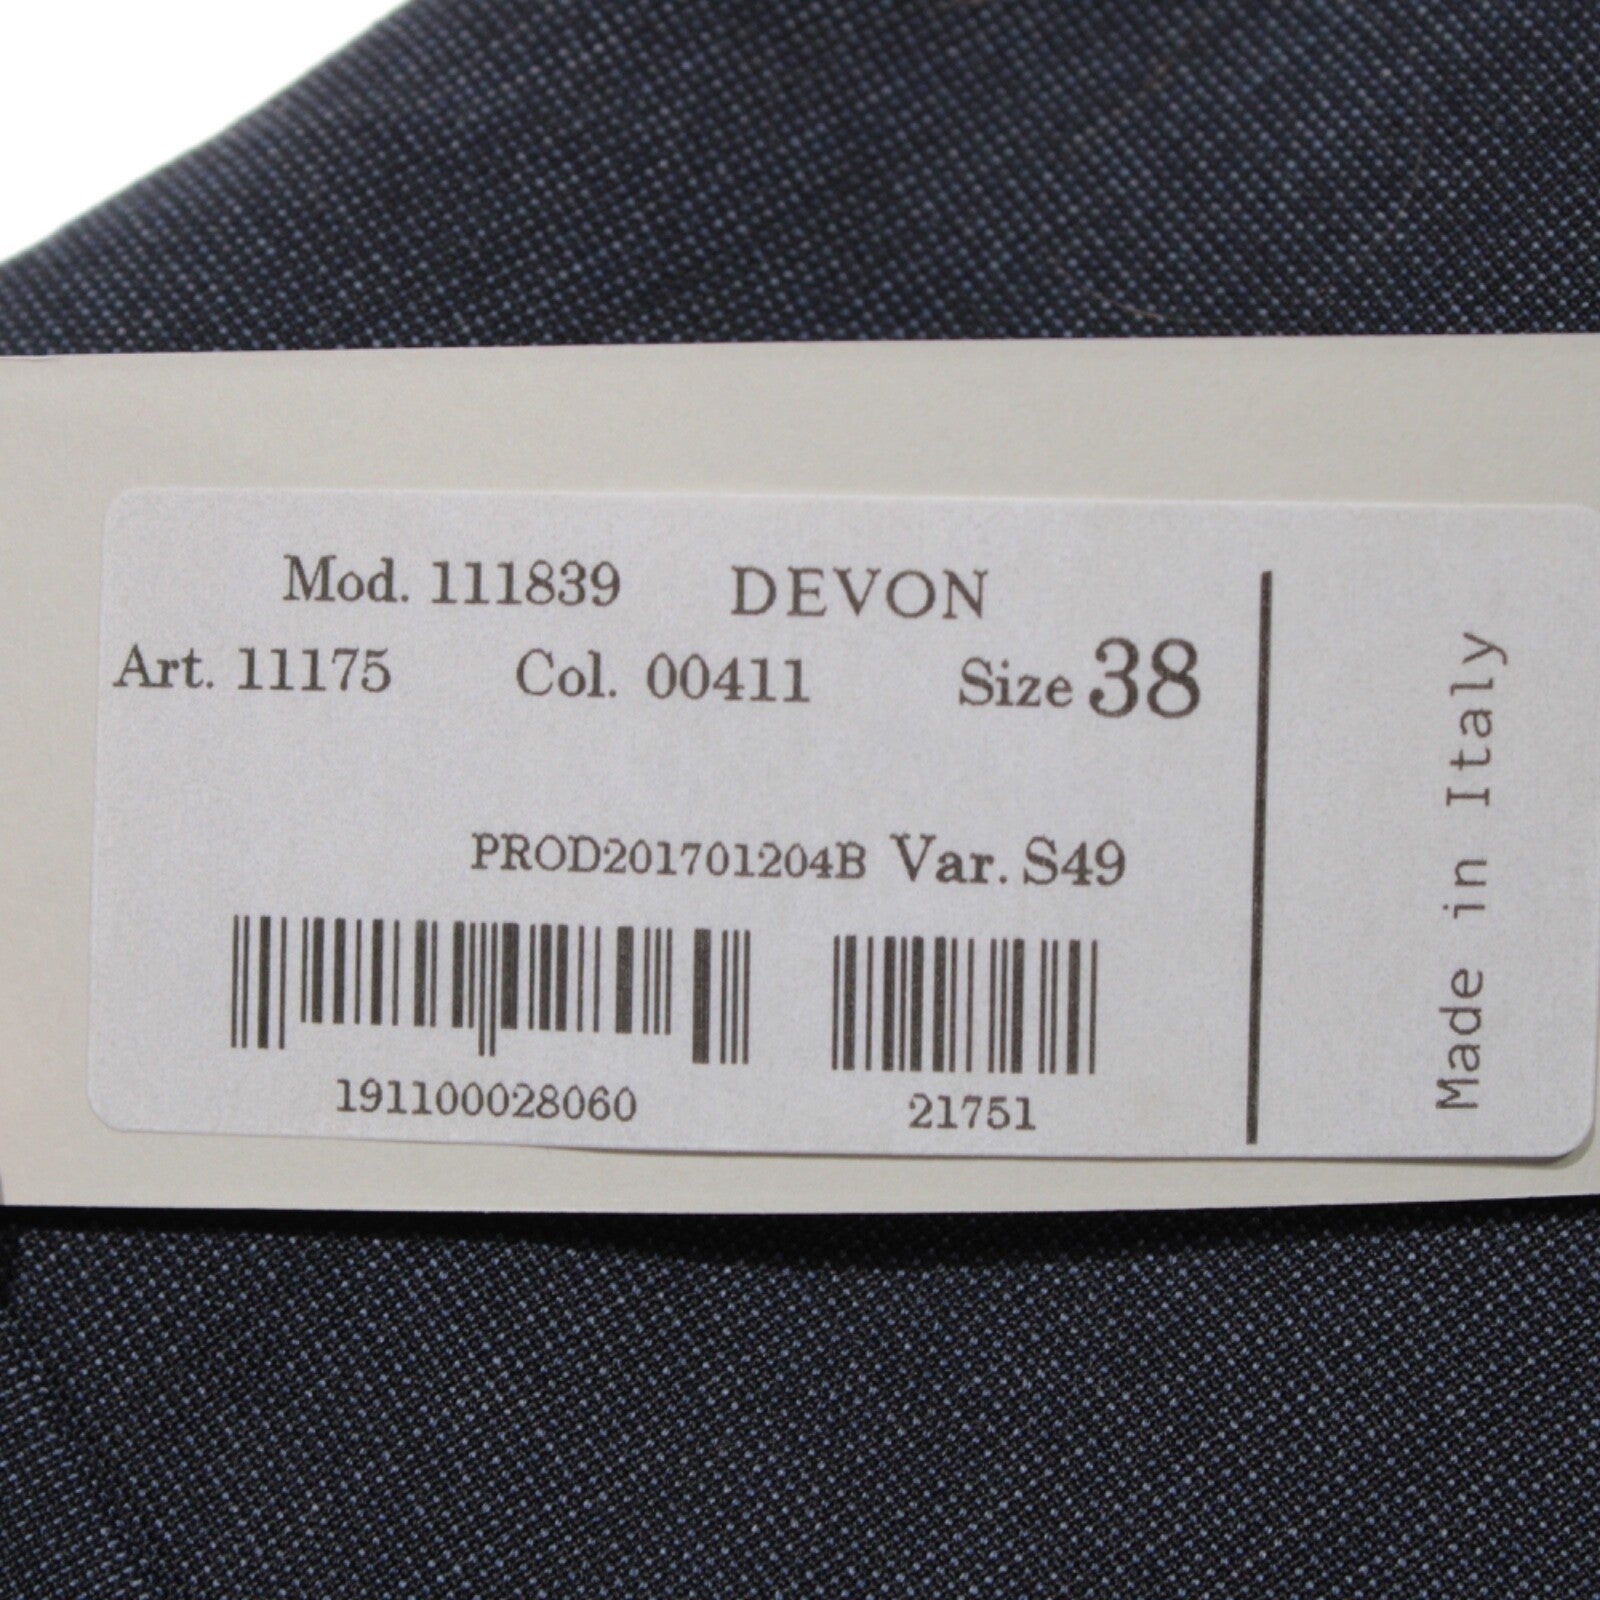 Mod. 111839 DEVON
Art. 11175 Col. 00411 Size 38
PROD201701204B Var. S49
191100028060 21751
Made in Italy